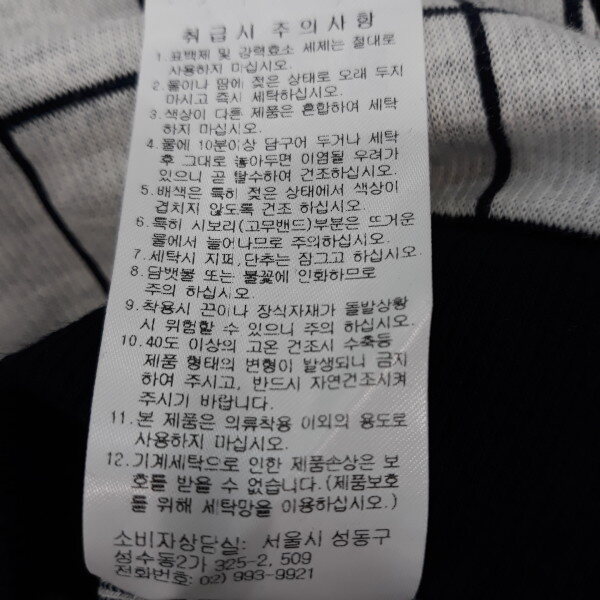 취급시 주의사항
1. 표백제 및 강력효소 세제는 절대로
사용하지 마십시오.
2. 물이나 땀에 젖은 상태로 오래 두지
마시고 즉시 세탁하십시오.
3. 색상이 다른 제품은 혼합하여 세탁
하지 마십시오.
4. 물에 10분이상 담구어 두거나 세탁
후 그대로 놓아두면 이염될 우려가
있으니 곧 탈수하여 건조하십시오.
5. 배색은 특히 젖은 상태에서 색상이
겹치지 않도록 건조 하십시오.
6. 특히 시보리(고무밴드)부분은 뜨거운
물에서 늘어나므로 주의하십시오.
7. 세탁시 지퍼,단추는 잠그고 하십시오.
8. 담뱃불 또는 불꽃에 인화하므로
주의 하십시오.
9. 착용시 끈이나 장식자재가 돌발상황
시 위험할 수 있으니 주의 하십시오.
10. 40도 이상의 고온 건조시 수축등
제품 형태의 변형이 발생되니 금지
하여 주시고, 반드시 자연건조시켜
주시기 바랍니다.
11. 본 제품은 의류착용 이외의 용도로
사용하지 마십시오.
12. 기계세탁으로 인한 제품손상은 보
호를 받을 수 없습니다.(제품보호
를 위해 세탁망을 이용하십시오.)
소비자상담실: 서울시 성동구
성수동2가 325-2, 509
전화번호: 02) 993-9921